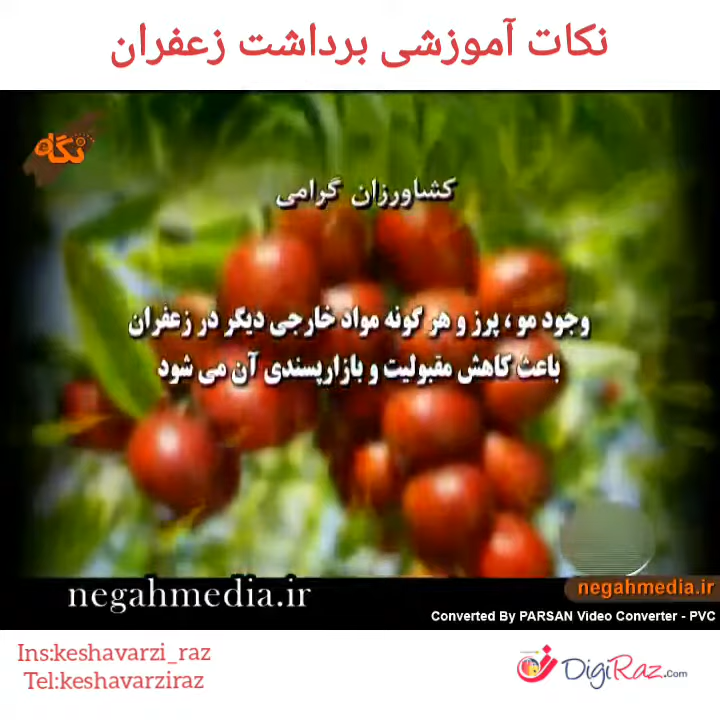 نکات آموزشی برداشت زعفران
نگاه
کشاورزان گرامی
وجود مو ، پرز و هر گونه مواد خارجی دیگر در زعفران
باعث کاهش مقبولیت و بازارپسندی آن می شود
negahmedia.ir
negahmedia.ir
Converted By PARSAN Video Converter - PVC
Ins:keshavarzi_raz
Tel:keshavarziraz
DigiRaz.com